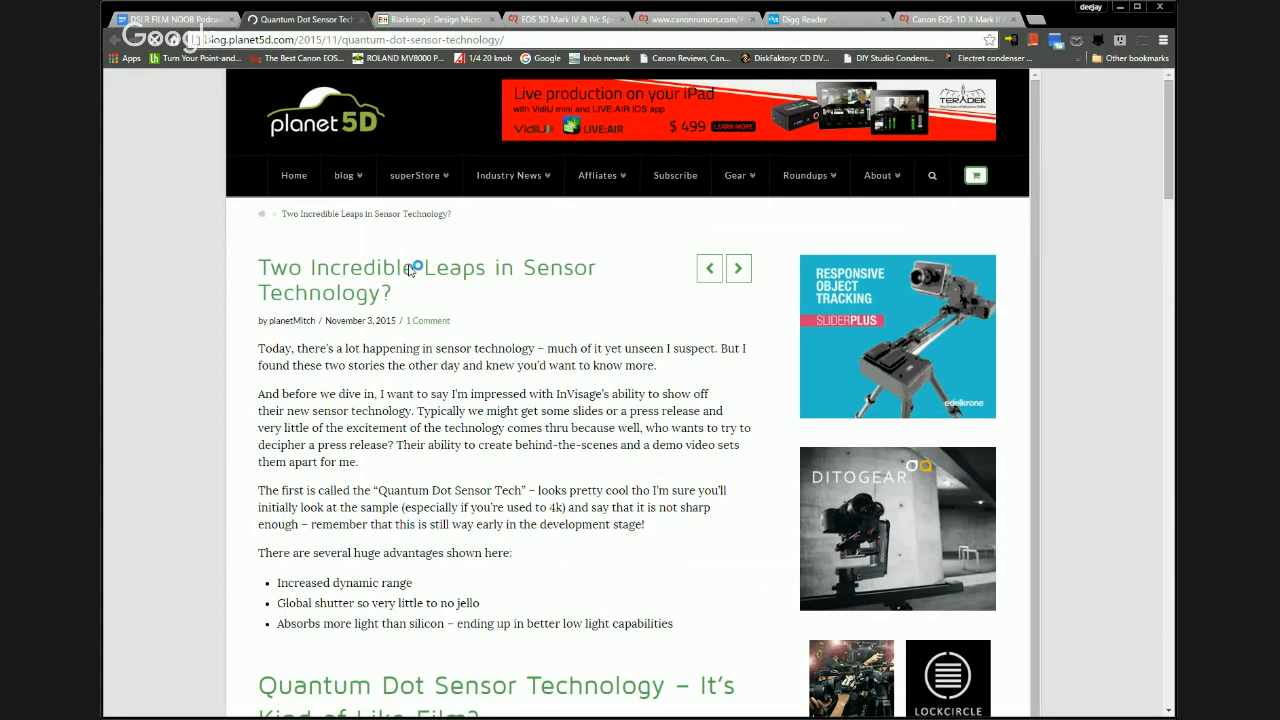 deejay
DSLR FILM NOOB Podcast
Quantum Dot Sensor Tech
Blackmagic Design Micro
EOS 5D Mark IV & IVc Spe
www.canonrumors.com/
Digg Reader
Canon EOS-1D X Mark II
blog.planet5d.com/2015/11/quantum-dot-sensor-technology/
Apps
Turn Your Point-and...
The Best Canon EOS...
ROLAND MV8000 P...
1/4 20 knob
Google
knob newark
Canon Reviews, Can...
DiskFaktory: CD DV...
DIY Studio Condens...
Electret condenser ...
Other bookmarks
planet5D
Live production on your iPad
with VidiU mini and LIVE:AIR iOS app
VidiU
LIVE:AIR
$ 499
LEARN MORE
TERADEK
Home
blog
superStore
Industry News
Affliates
Subscribe
Gear
Roundups
About
Two Incredible Leaps in Sensor Technology?
Two Incredible Leaps in Sensor
Technology?
by planetMitch / November 3, 2015 / 1 Comment
Today, there's a lot happening in sensor technology – much of it yet unseen I suspect. But I
found these two stories the other day and knew you'd want to know more.
And before we dive in, I want to say I'm impressed with InVisage's ability to show off
their new sensor technology. Typically we might get some slides or a press release and
very little of the excitement of the technology comes thru because well, who wants to try to
decipher a press release? Their ability to create behind-the-scenes and a demo video sets
them apart for me.
The first is called the “Quantum Dot Sensor Tech” – looks pretty cool tho I'm sure you'll
initially look at the sample (especially if you're used to 4k) and say that it is not sharp
enough – remember that this is still way early in the development stage!
There are several huge advantages shown here:
• Increased dynamic range
• Global shutter so very little to no jello
• Absorbs more light than silicon – ending up in better low light capabilities
Quantum Dot Sensor Technology – It's
Kind of Like Film?
RESPONSIVE
OBJECT
TRACKING
SLIDERPLUS
edelkrone
DITOGEAR
LOCKCIRCLE